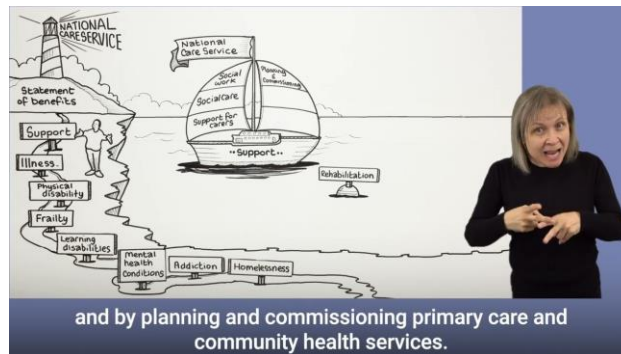 NATIONAL
CARE SERVICE
Statement
of benefits
Support
Illness.
Physical
disability
Frailty
Learning
disabilities
Mental
health
Conditions
Addiction
Homelessness
National
Care Service
Social
work
Planning
&
Commissioning
Socialcare
Support for
carers
··Support··
Rehabilitation
and by planning and commissioning primary care and
community health services.